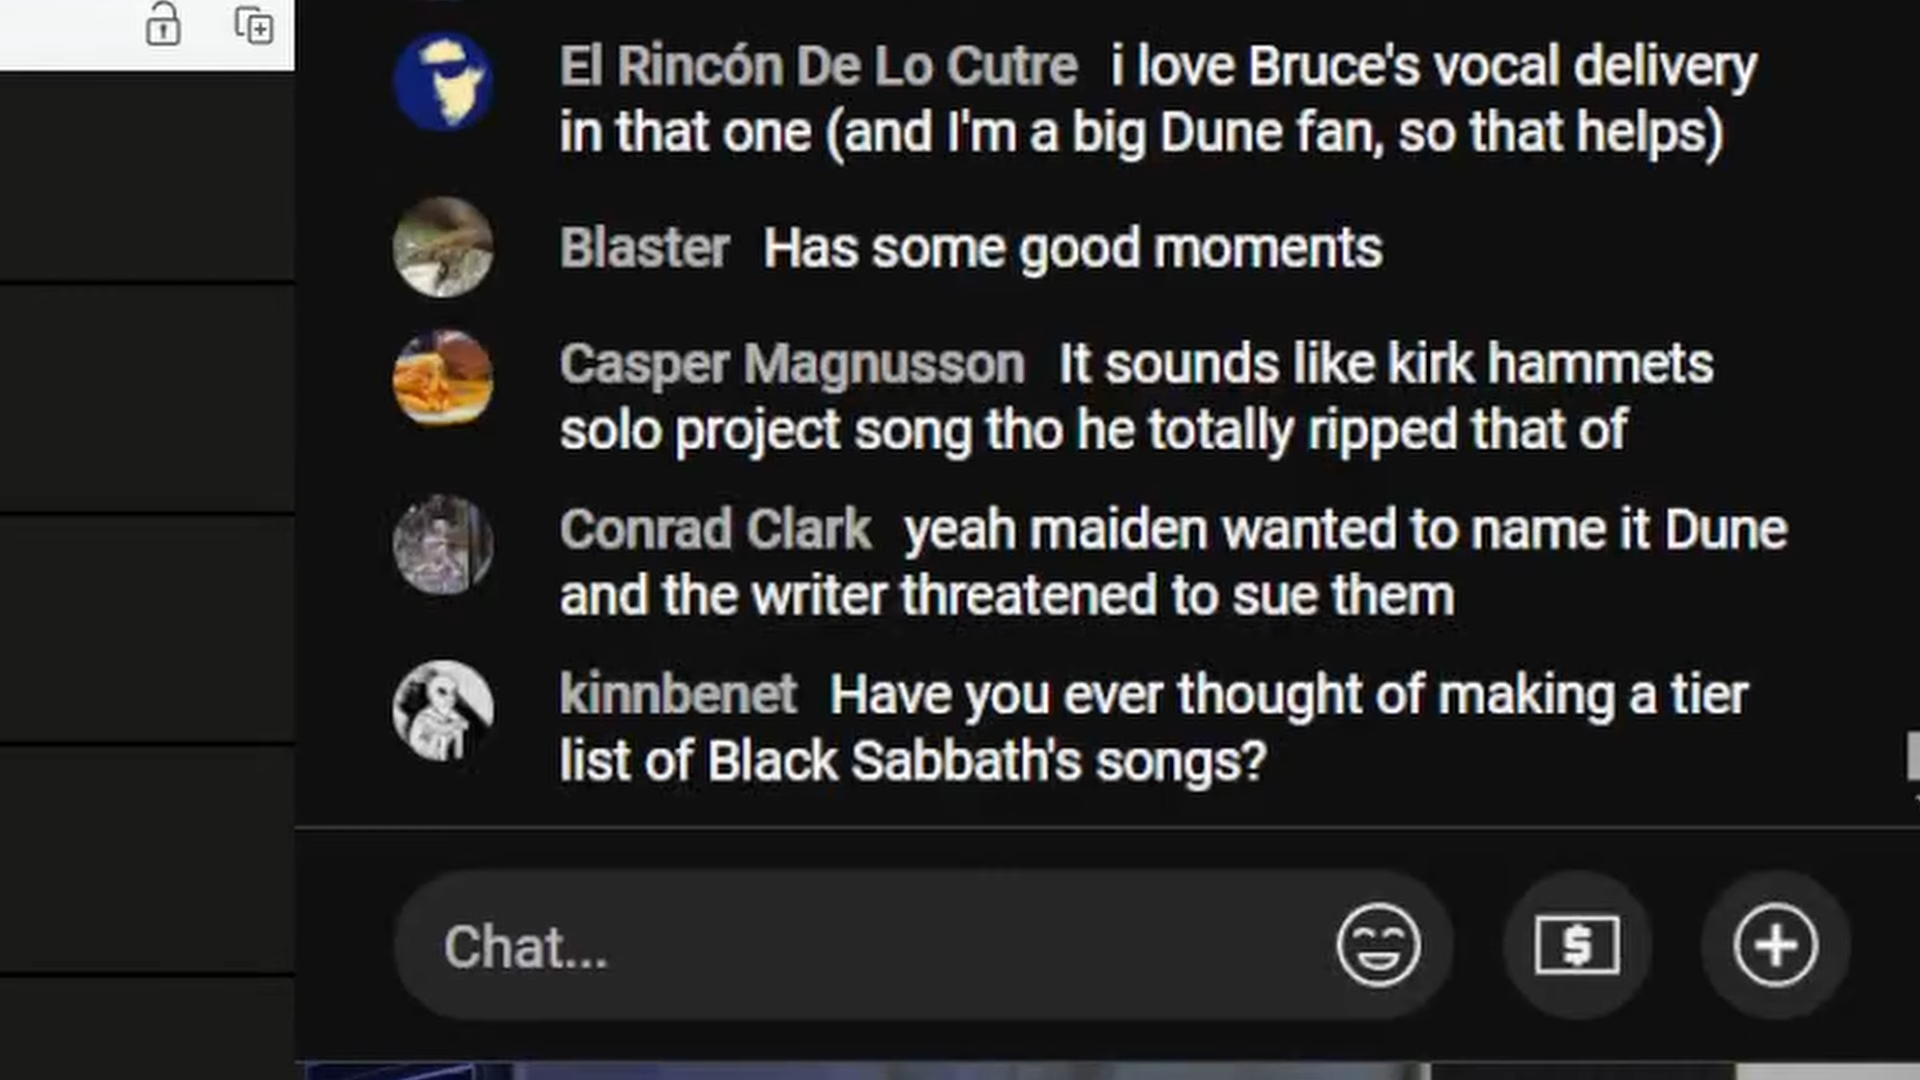 El Rincón De Lo Cutre i love Bruce's vocal delivery
in that one (and I'm a big Dune fan, so that helps)
Blaster Has some good moments
Casper Magnusson It sounds like kirk hammets
solo project song tho he totally ripped that of
Conrad Clark yeah maiden wanted to name it Dune
and the writer threatened to sue them
kinnbenet Have you ever thought of making a tier
list of Black Sabbath's songs?
Chat...